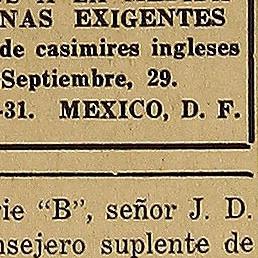 NAS EXIGENTES
de casimires ingleses
Septiembre, 29.
-31. MEXICO, D. F.
ie "B", señor J. D.
nsejero suplente de